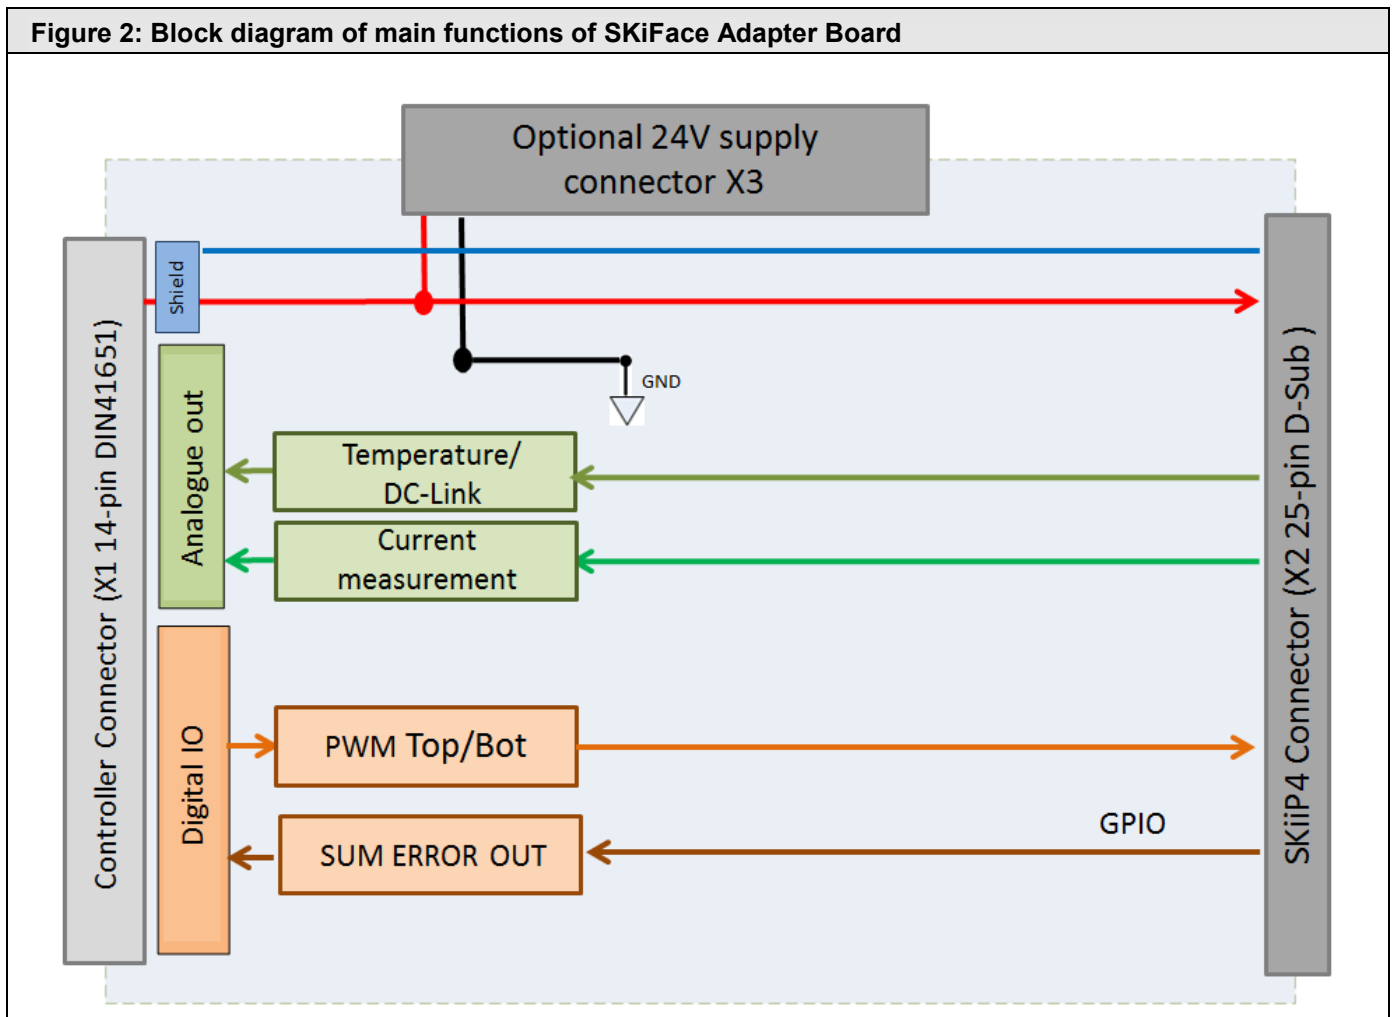 Figure 2: Block diagram of main functions of SKiFace Adapter Board
Optional 24V supply
connector X3
Controller Connector (X1 14-pin DIN41651)
Shield
GND
Analogue out
Temperature/
DC-Link
Current
measurement
Digital IO
PWM Top/Bot
SUM ERROR OUT
GPIO
SKiiP4 Connector (X2 25-pin D-Sub )